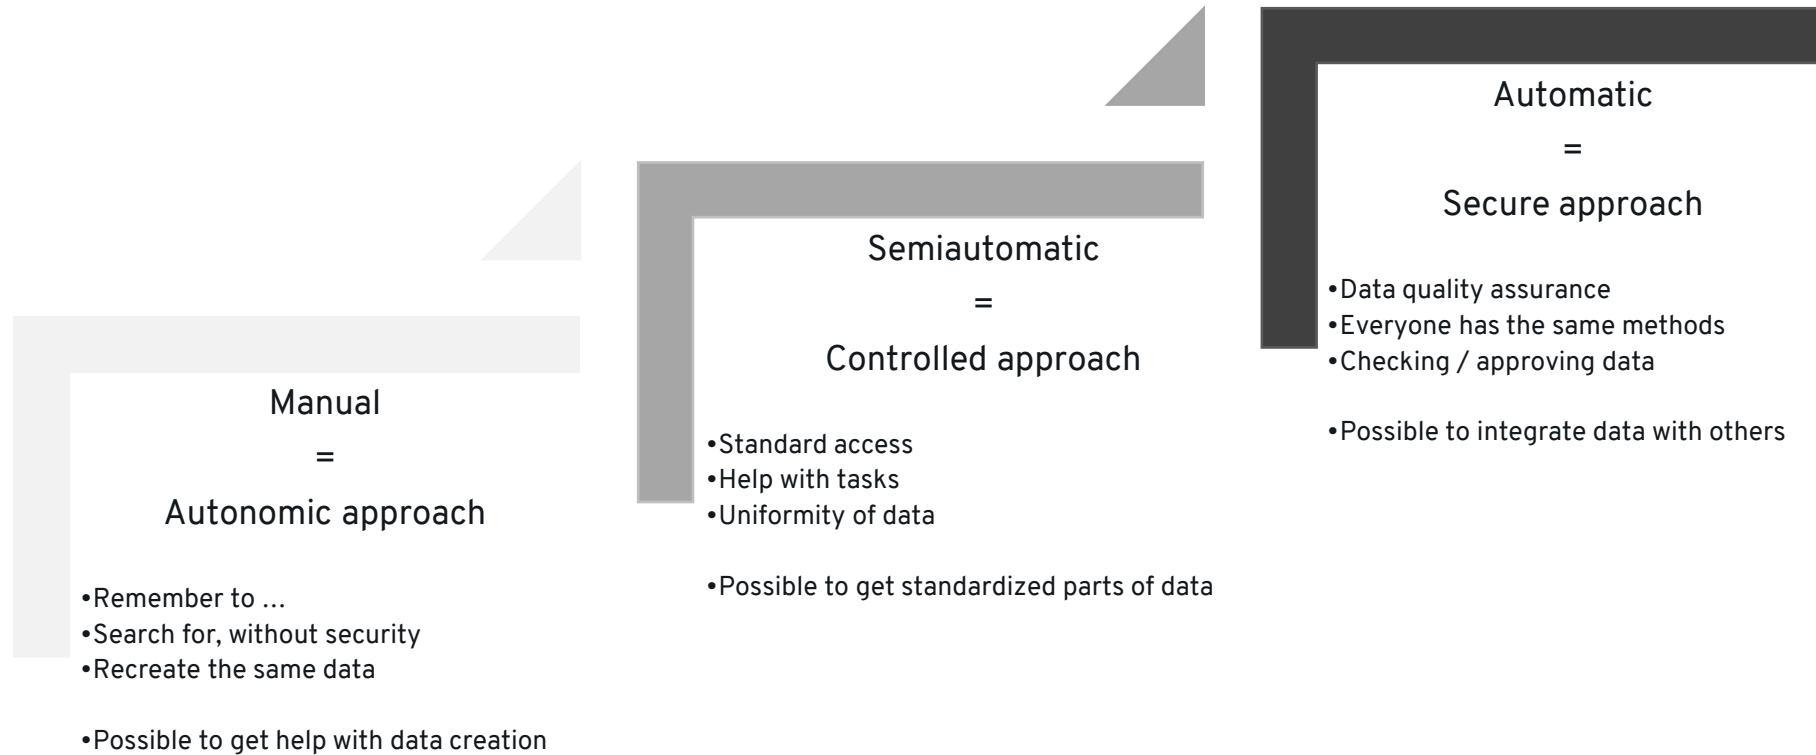 Manual
=
Autonomic approach
•Remember to ...
•Search for, without security
•Recreate the same data
•Possible to get help with data creation
Semiautomatic
=
Controlled approach
•Standard access
•Help with tasks
•Uniformity of data
•Possible to get standardized parts of data
Automatic
=
Secure approach
•Data quality assurance
•Everyone has the same methods
•Checking / approving data
•Possible to integrate data with others